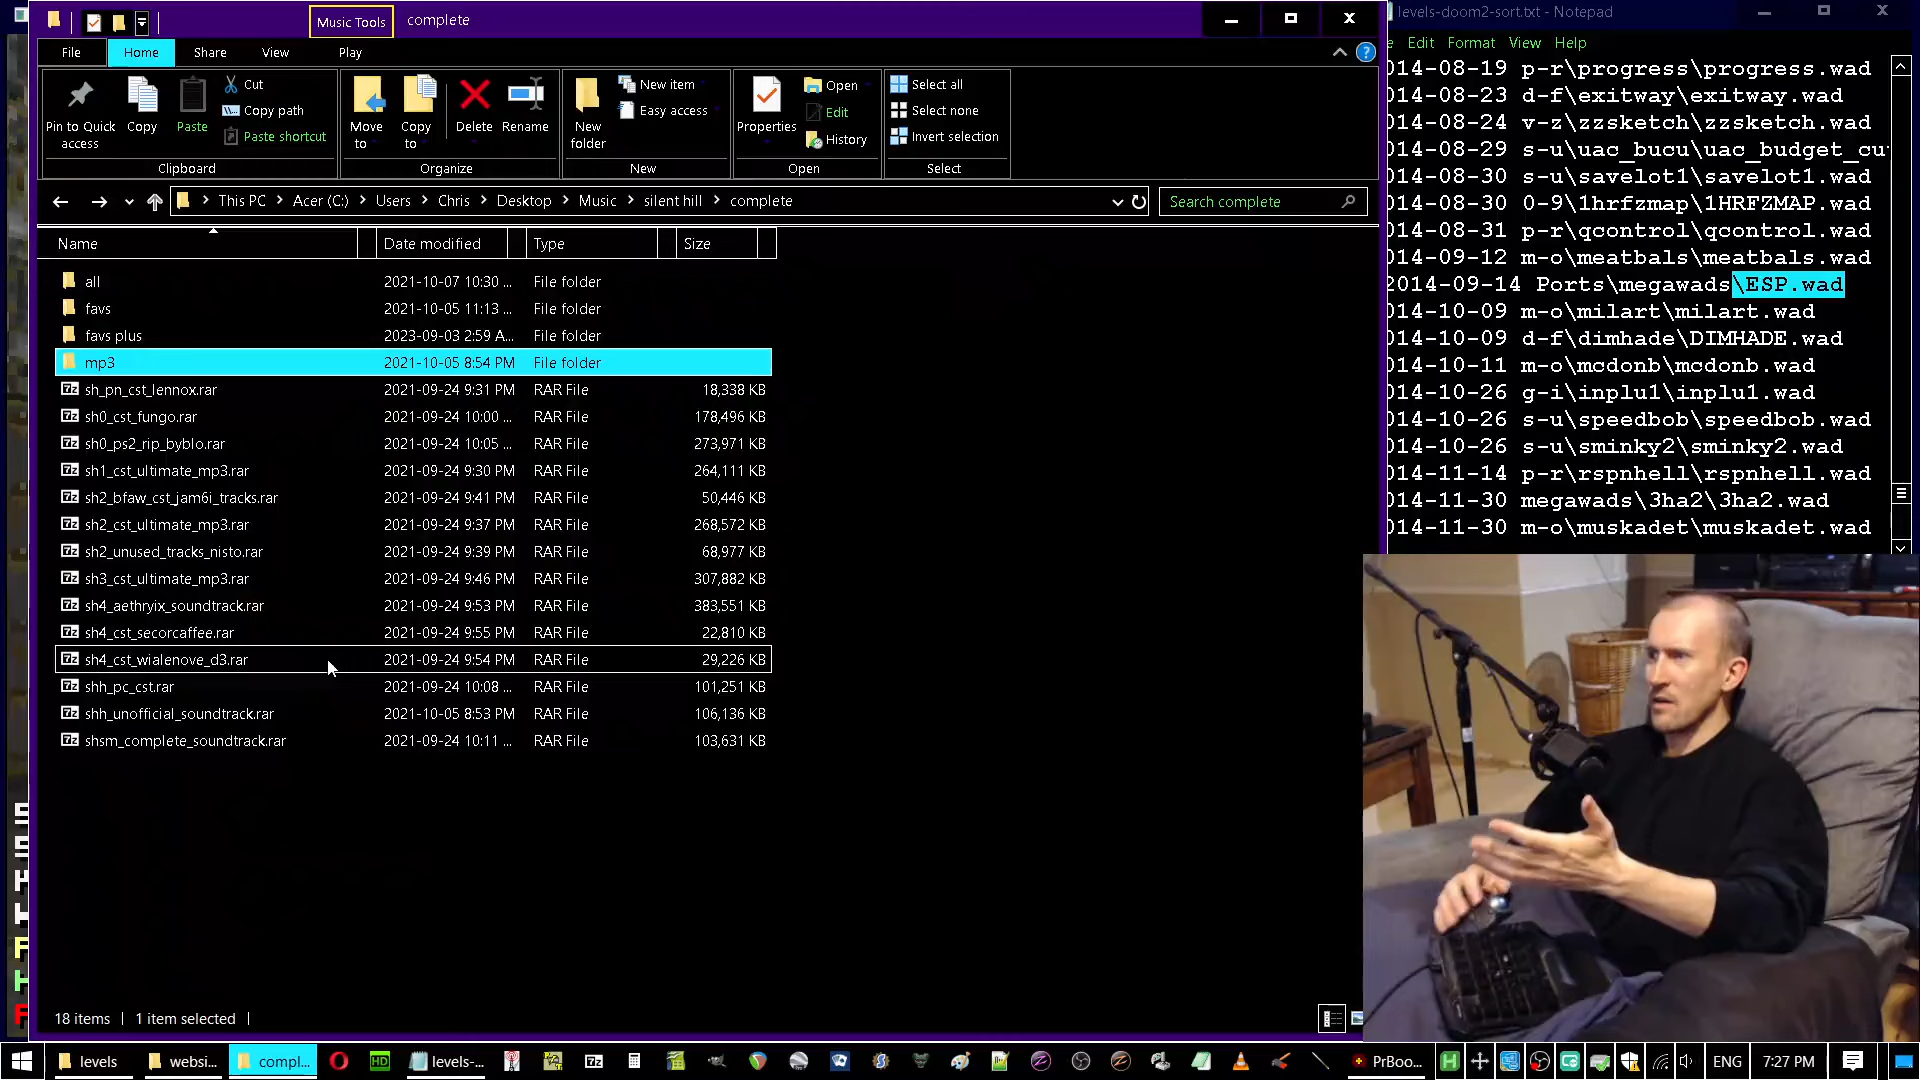 Music Tools
complete
File
Home
Share
View
Play
Pin to Quick access
Copy
Paste
Cut
Copy path
Paste shortcut
Clipboard
Move to
Copy to
Delete
Rename
Organize
New folder
New item
Easy access
New
Properties
Open
Edit
History
Open
Select all
Select none
Invert selection
Select
This PC > Acer (C:) > Users > Chris > Desktop > Music > silent hill > complete
Search complete
Name Date modified Type Size
all 2021-10-07 10:30 ... File folder
favs 2021-10-05 11:13 ... File folder
favs plus 2023-09-03 2:59 A... File folder
mp3 2021-10-05 8:54 PM File folder
sh_pn_cst_lennox.rar 2021-09-24 9:31 PM RAR File 18,338 KB
sh0_cst_fungo.rar 2021-09-24 10:00 ... RAR File 178,496 KB
sh0_ps2_rip_byblo.rar 2021-09-24 10:05 ... RAR File 273,971 KB
sh1_cst_ultimate_mp3.rar 2021-09-24 9:30 PM RAR File 264,111 KB
sh2_bfaw_cst_jam6i_tracks.rar 2021-09-24 9:41 PM RAR File 50,446 KB
sh2_cst_ultimate_mp3.rar 2021-09-24 9:37 PM RAR File 268,572 KB
sh2_unused_tracks_nisto.rar 2021-09-24 9:39 PM RAR File 68,977 KB
sh3_cst_ultimate_mp3.rar 2021-09-24 9:46 PM RAR File 307,882 KB
sh4_aethryix_soundtrack.rar 2021-09-24 9:53 PM RAR File 383,551 KB
sh4_cst_secorcaffee.rar 2021-09-24 9:55 PM RAR File 22,810 KB
sh4_cst_wialenove_d3.rar 2021-09-24 9:54 PM RAR File 29,226 KB
shh_pc_cst.rar 2021-09-24 10:08 ... RAR File 101,251 KB
shh_unofficial_soundtrack.rar 2021-10-05 8:53 PM RAR File 106,136 KB
shsm_complete_soundtrack.rar 2021-09-24 10:11 ... RAR File 103,631 KB
18 items | 1 item selected |
levels-doom2-sort.txt - Notepad
Edit Format View Help
014-08-19 p-r\progress\progress.wad
014-08-23 d-f\exitway\exitway.wad
014-08-24 v-z\zzsketch\zzsketch.wad
014-08-29 s-u\uac_bucu\uac_budget_cu
014-08-30 s-u\savelot1\savelot1.wad
014-08-30 0-9\1hrfzmap\1HRFZMAP.wad
014-08-31 p-r\qcontrol\qcontrol.wad
014-09-12 m-o\meatbals\meatbals.wad
2014-09-14 Ports\megawads\ESP.wad
014-10-09 m-o\milart\milart.wad
014-10-09 d-f\dimhade\DIMHADE.wad
014-10-11 m-o\mcdonb\mcdonb.wad
014-10-26 g-i\inplu1\inplu1.wad
014-10-26 s-u\speedbob\speedbob.wad
014-10-26 s-u\sminky2\sminky2.wad
014-11-14 p-r\rspnhell\rspnhell.wad
014-11-30 megawads\3ha2\3ha2.wad
014-11-30 m-o\muskadet\muskadet.wad
levels
websi...
compl...
HD
levels-...
7z
PrBoo...
H
ENG
7:27 PM